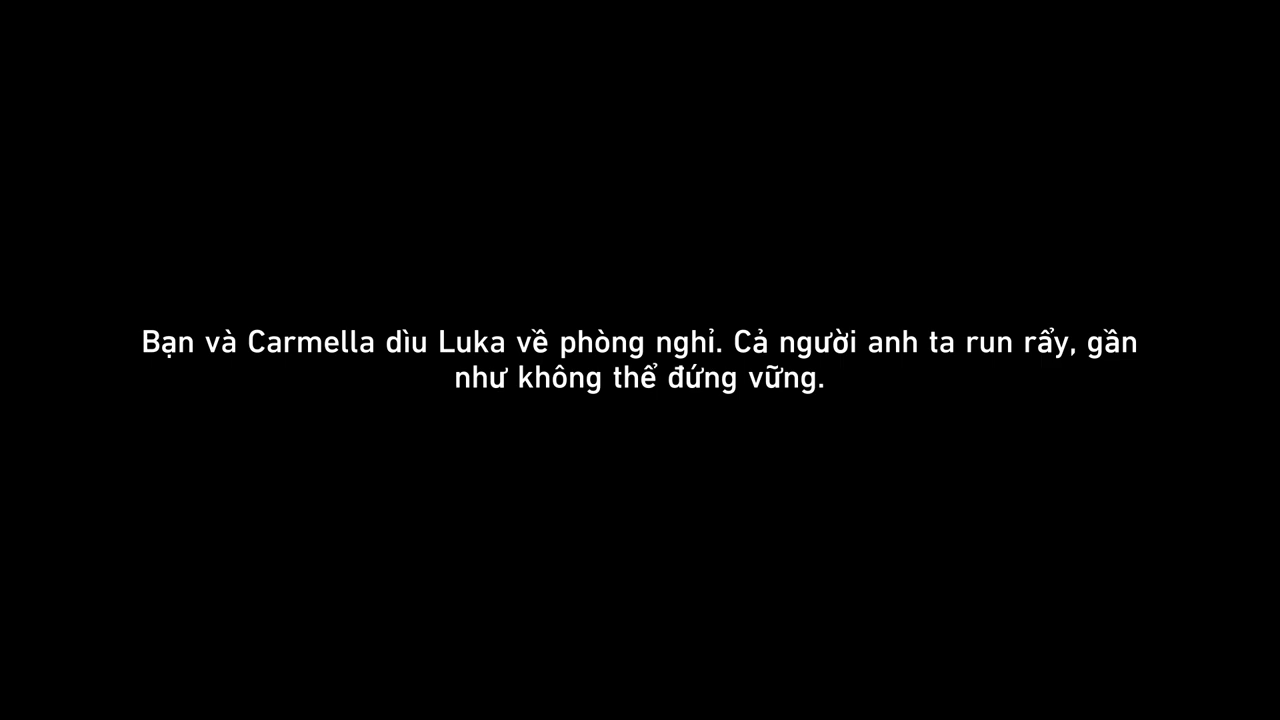 Bạn và Carmella dìu Luka về phòng nghỉ. Cả người anh ta run rẩy, gần
như không thể đứng vững.